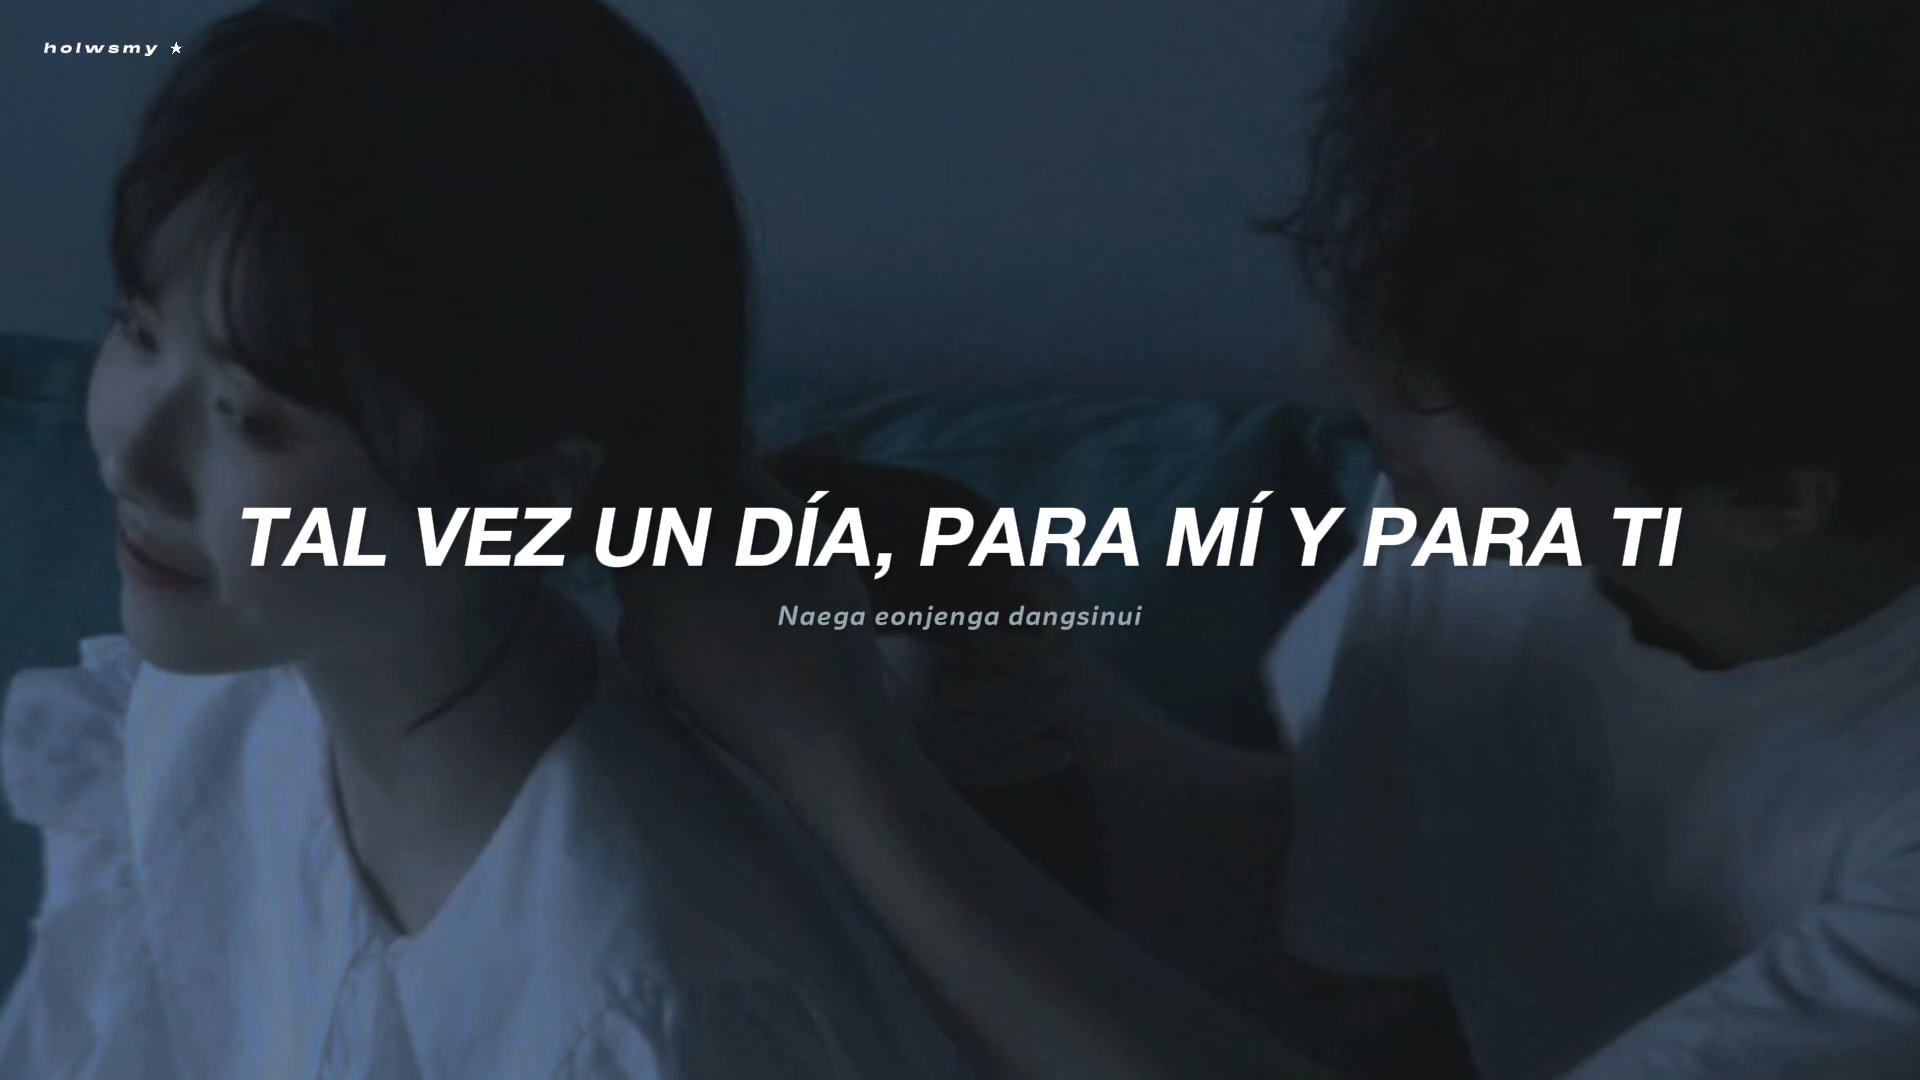 holwsmy ★
TAL VEZ UN DÍA, PARA MÍ Y PARA TI
Naega eonjenga dangsinui